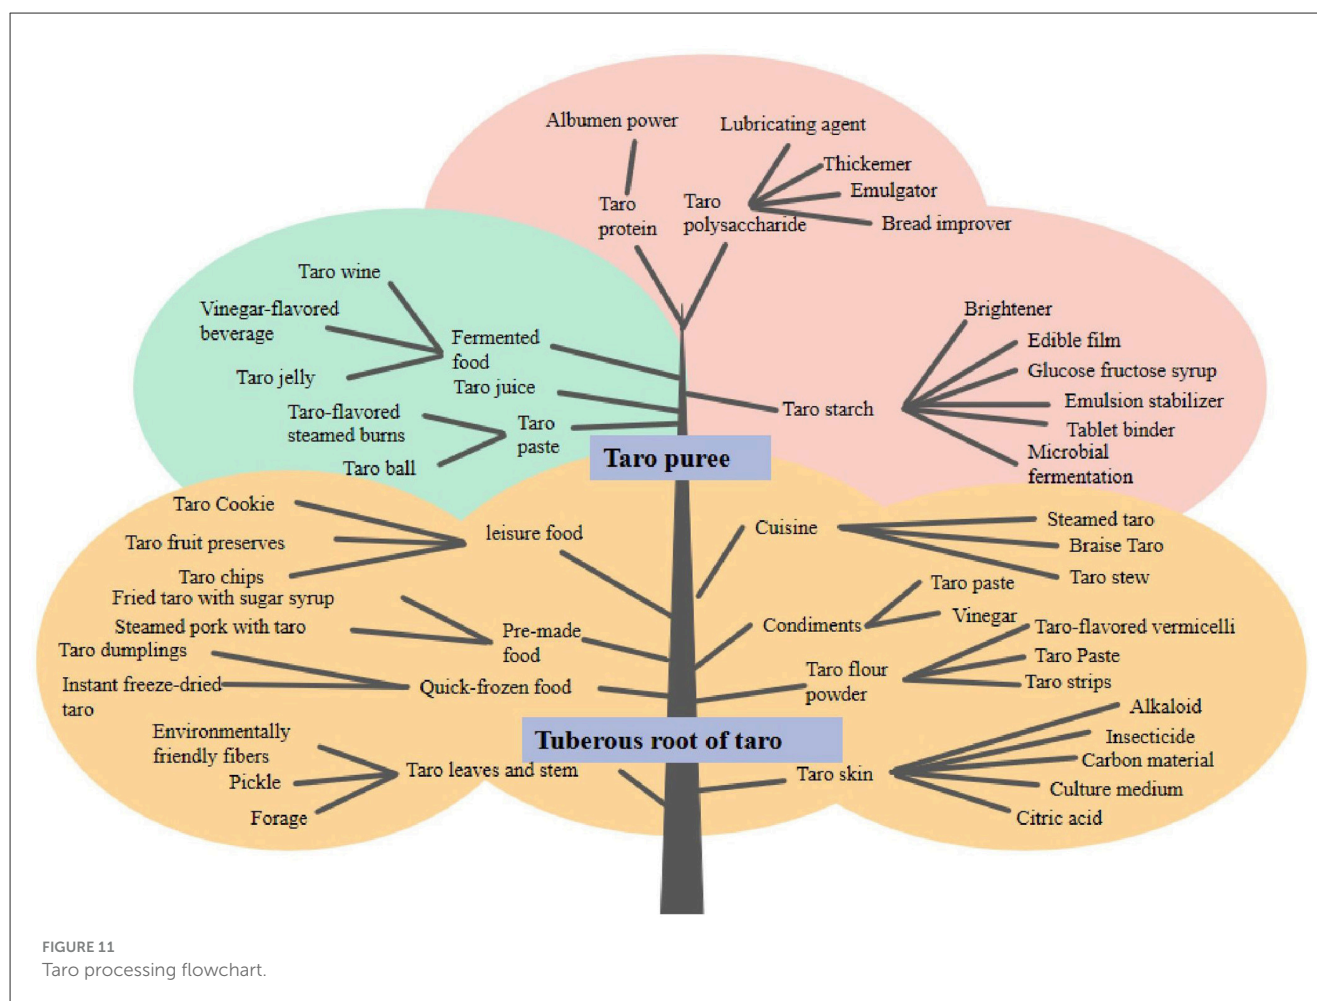 Albumen power
Lubricating agent
Thickemer
Emulgator
Bread improver
Taro
protein
Taro
polysaccharide
Taro wine
Vinegar-flavored
beverage
Taro jelly
Fermented
food
Taro juice
Taro-flavored
steamed burns
Taro ball
Taro
paste
Brightener
Edible film
Glucose fructose syrup
Emulsion stabilizer
Tablet binder
Microbial
fermentation
Taro starch
Taro puree
Taro Cookie
Taro fruit preserves
Taro chips
leisure food
Fried taro with sugar syrup
Steamed pork with taro
Pre-made
food
Taro dumplings
Instant freeze-dried
taro
Quick-frozen food
Cuisine
Steamed taro
Braise Taro
Taro stew
Condiments
Taro paste
Vinegar
Taro flour
powder
Taro-flavored vermicelli
Taro Paste
Taro strips
Tuberous root of taro
Environmentally
friendly fibers
Pickle
Forage
Taro leaves and stem
Taro skin
Alkaloid
Insecticide
Carbon material
Culture medium
Citric acid
FIGURE 11
Taro processing flowchart.